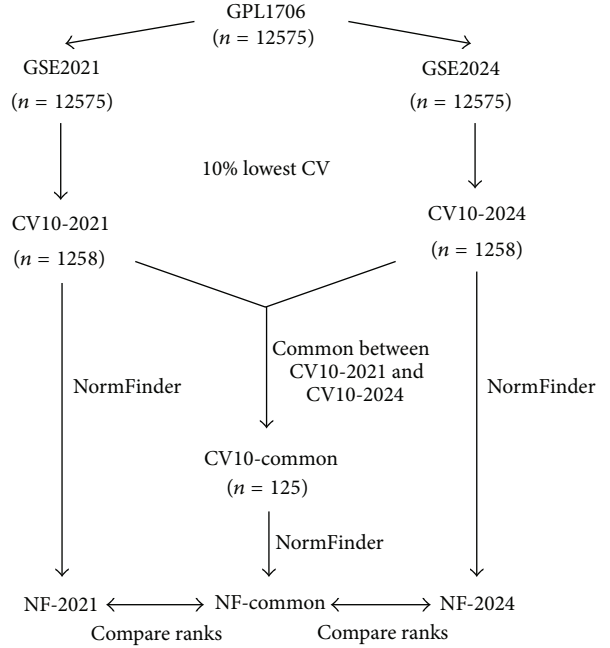 GPL1706
(n = 12575)
GSE2021
(n = 12575)
GSE2024
(n = 12575)
10% lowest CV
CV10-2021
(n = 1258)
CV10-2024
(n = 1258)
Common between
CV10-2021 and
CV10-2024
NormFinder
NormFinder
CV10-common
(n = 125)
NormFinder
NF-2021
NF-common
NF-2024
Compare ranks
Compare ranks